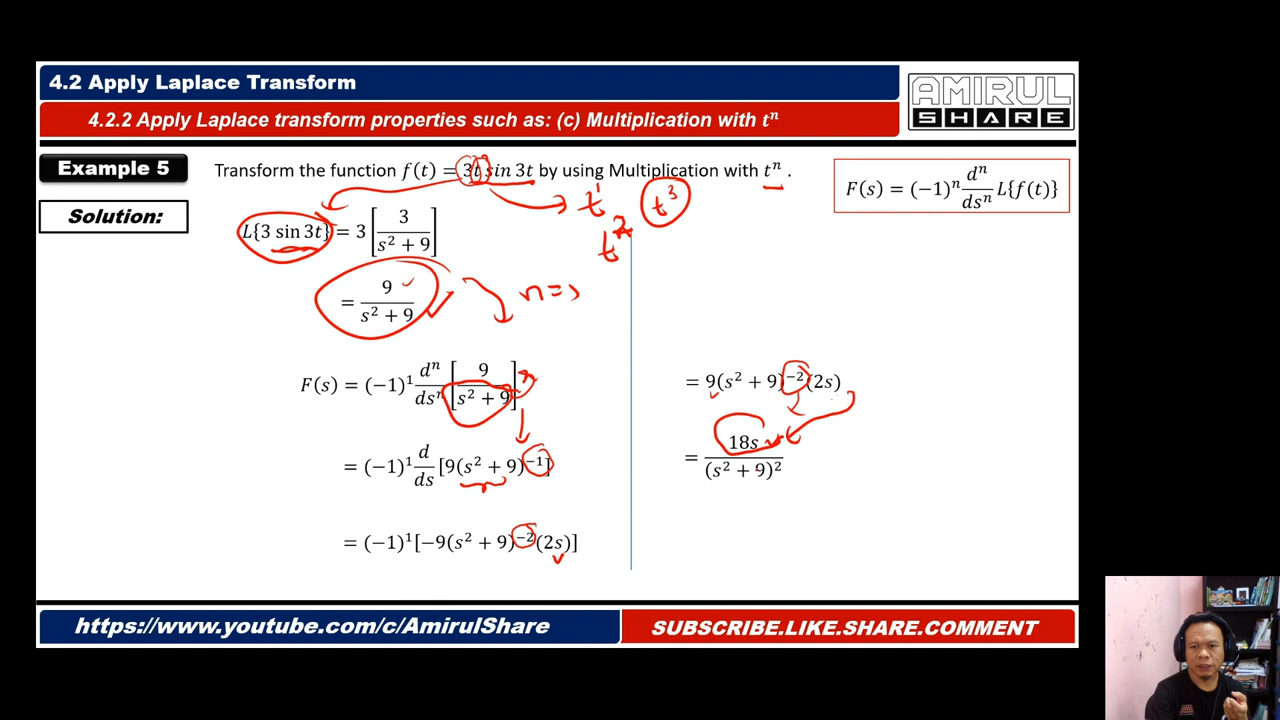 4.2 Apply Laplace Transform
4.2.2 Apply Laplace transform properties such as: (c) Multiplication with tⁿ
AMIRUL
SHARE
Example 5
Transform the function f(t) = 3t sin 3t by using Multiplication with tⁿ .
F(s) = (−1)ⁿ dⁿ/dsⁿ L{f(t)}
Solution:
L{3 sin 3t} = 3 [3/(s² + 9)]
t¹
t³
t²
= 9/(s² + 9)
n=
F(s) = (−1)¹ dⁿ/dsⁿ [9/(s² + 9)]
= (−1)¹ d/ds [9(s² + 9)⁻¹]
= (−1)¹[−9(s² + 9)⁻²(2s)]
= 9(s² + 9)⁻²(2s)
= 18s/(s² + 9)²
https://www.youtube.com/c/AmirulShare
SUBSCRIBE.LIKE.SHARE.COMMENT